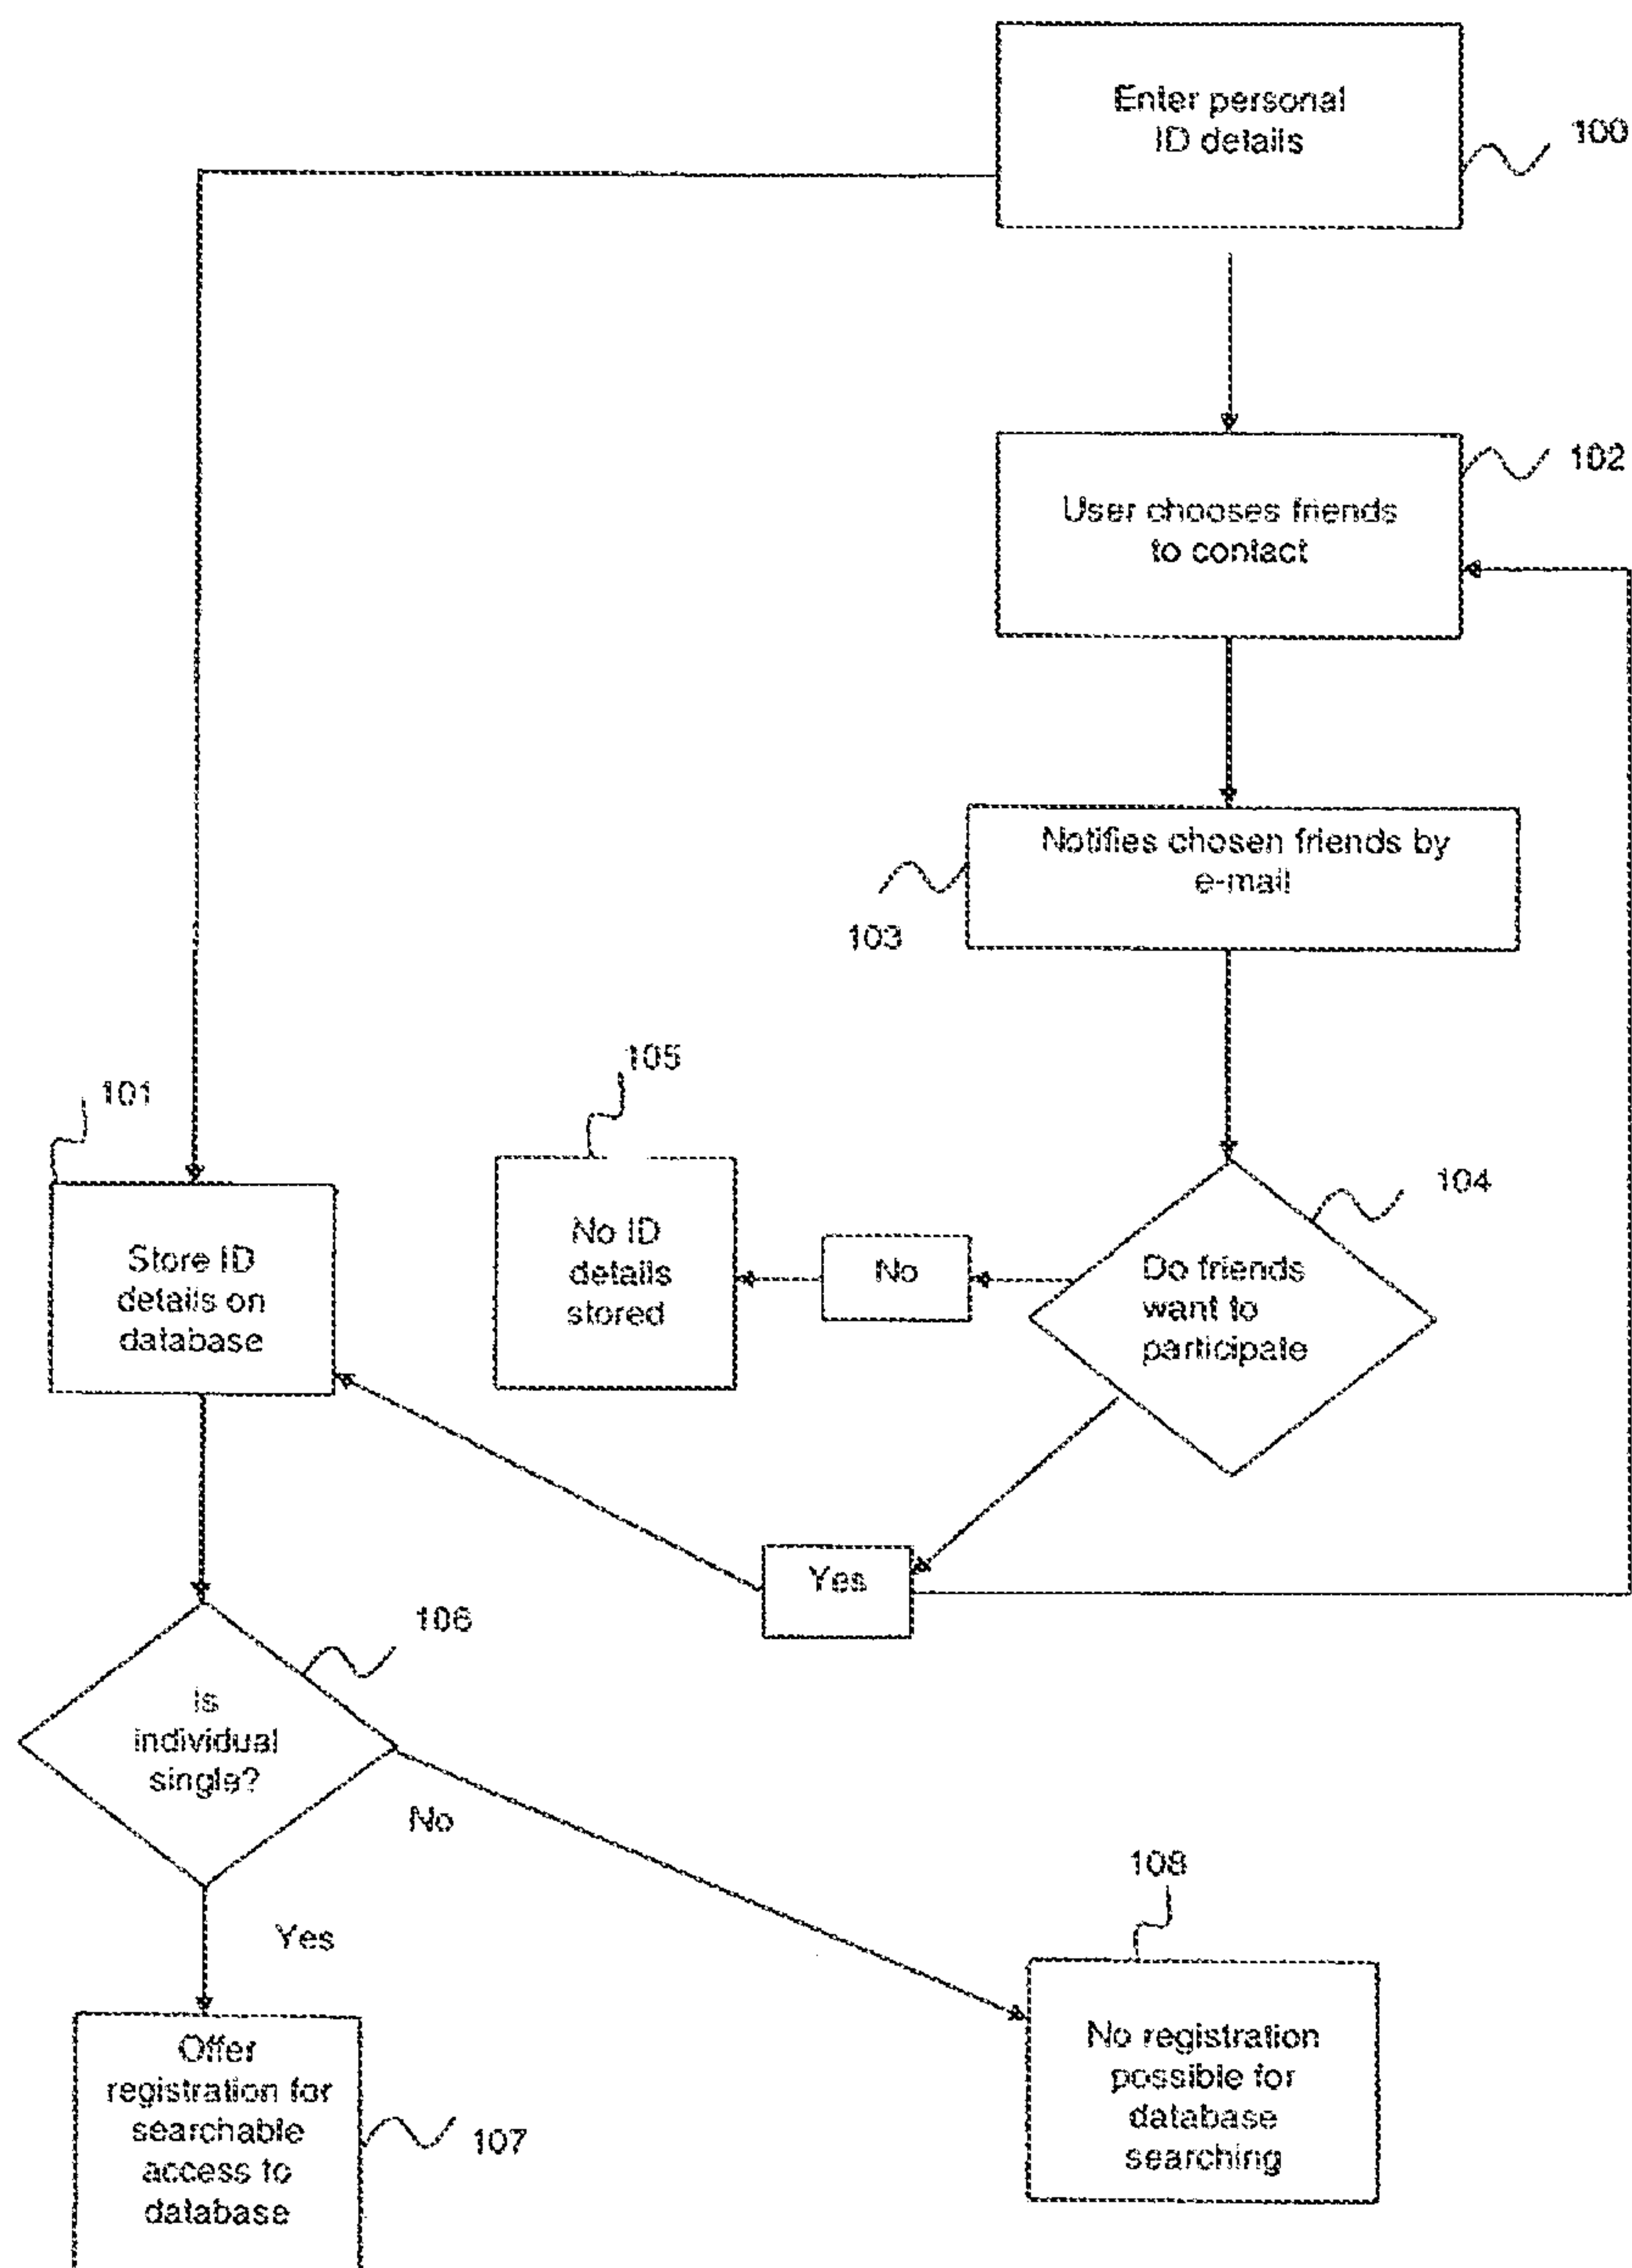 Enter personal
ID details
100
102
User chooses friends
to contact
Notifies chosen friends by
e-mail
103
105
101
104
No ID
details
stored
No
Do friends
want to
participate
Store ID
details on
database
Yes
106
Is
individual
single?
No
108
Yes
Offer
registration for
searchable
access to
database
107
No registration
possible for
database
searching